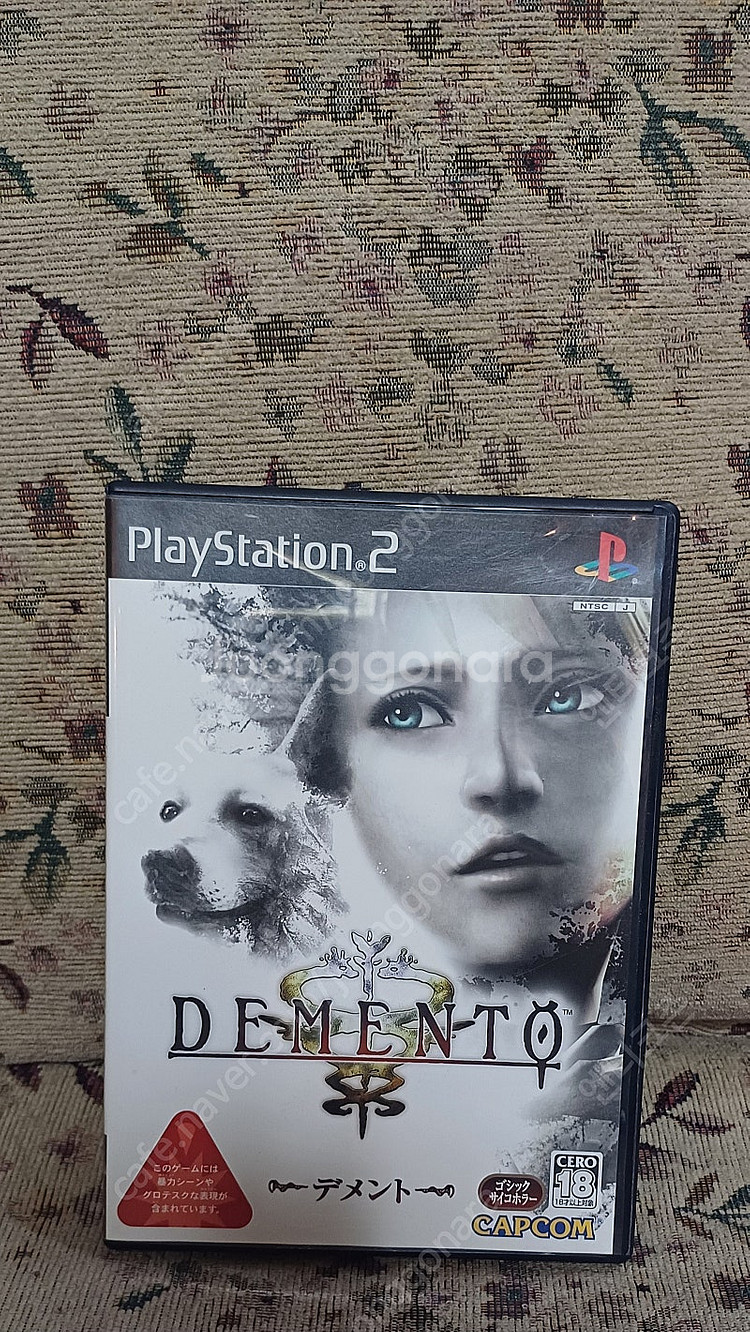 PlayStation®2
NTSC J
Joonggonara
DEMENTO™
このゲームには
暴力シーンや
グロテスクな表現が
含まれています。
デメント
ゴシック
サイコホラー
CERO
18
18才以上対象
CAPCOM